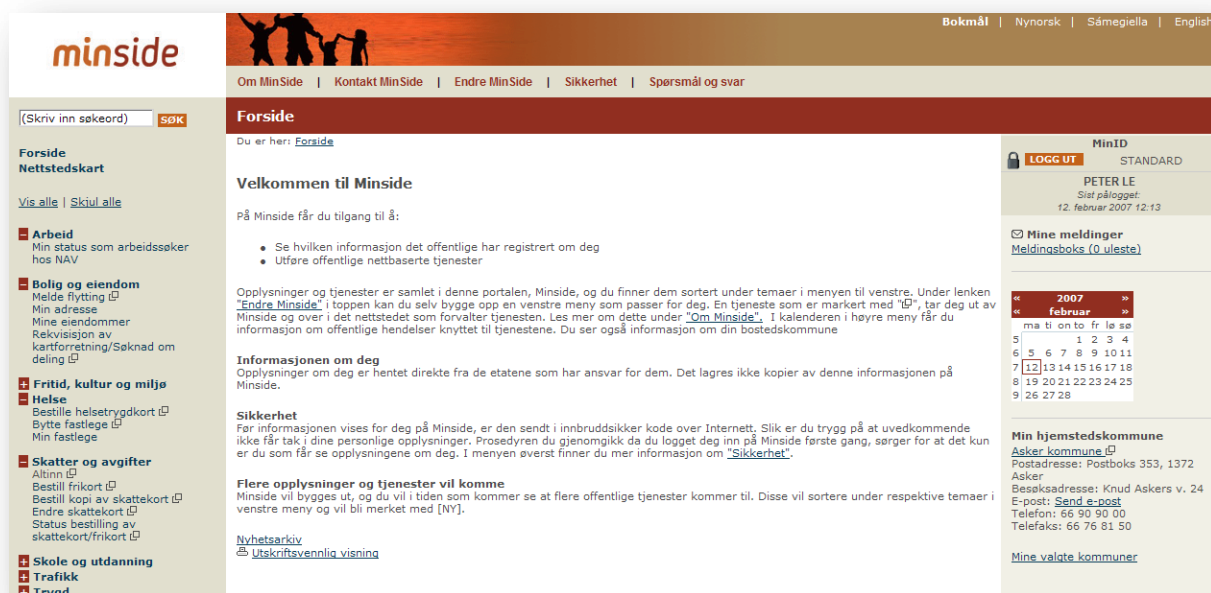 minside
Bokmål | Nynorsk | Sámegiella | English
Om MinSide | Kontakt MinSide | Endre MinSide | Sikkerhet | Spørsmål og svar
(Skriv inn søkeord) SØK
Forside
Nettstedskart
Vis alle | Skjul alle
Arbeid
Min status som arbeidssøker
hos NAV
Bolig og eiendom
Melde flytting
Min adresse
Mine eiendommer
Rekvisisjon av
kartforretning/Søknad om
deling
Fritid, kultur og miljø
Helse
Bestille helsetrygdkort
Bytte fastlege
Min fastlege
Skatter og avgifter
Altinn
Bestill frikort
Bestill kopi av skattekort
Endre skattekort
Status bestilling av
skattekort/frikort
Skole og utdanning
Trafikk
Trygd
Forside
Du er her: Forside
Velkommen til Minside
På Minside får du tilgang til å:
• Se hvilken informasjon det offentlige har registrert om deg
• Utføre offentlige nettbaserte tjenester
Opplysninger og tjenester er samlet i denne portalen, Minside, og du finner dem sortert under temaer i menyen til venstre. Under lenken
"Endre Minside" i toppen kan du selv bygge opp en venstre meny som passer for deg. En tjeneste som er markert med "", tar deg ut av
Minside og over i det nettstedet som forvalter tjenesten. Les mer om dette under "Om Minside". I kalenderen i høyre meny får du
informasjon om offentlige hendelser knyttet til tjenestene. Du ser også informasjon om din bostedskommune
Informasjonen om deg
Opplysninger om deg er hentet direkte fra de etatene som har ansvar for dem. Det lagres ikke kopier av denne informasjonen på
Minside.
Sikkerhet
Før informasjonen vises for deg på Minside, er den sendt i innbruddsikker kode over Internett. Slik er du trygg på at uvedkommende
ikke får tak i dine personlige opplysninger. Prosedyren du gjenomgikk da du logget deg inn på Minside første gang, sørger for at det kun
er du som får se opplysningene om deg. I menyen øverst finner du mer informasjon om "Sikkerhet".
Flere opplysninger og tjenester vil komme
Minside vil bygges ut, og du vil i tiden som kommer se at flere offentlige tjenester kommer til. Disse vil sortere under respektive temaer i
venstre meny og vil bli merket med [NY].
Nyhetsarkiv
Utskriftsvennlig visning
MinID
LOGG UT STANDARD
PETER LE
Sist pålogget:
12. februar 2007 12:13
Mine meldinger
Meldingsboks (0 uleste)
« 2007 »
« februar »
ma ti on to fr lø sø
5 1 2 3 4
6 5 6 7 8 9 10 11
7 12 13 14 15 16 17 18
8 19 20 21 22 23 24 25
9 26 27 28
Min hjemstedskommune
Asker kommune
Postadresse: Postboks 353, 1372
Asker
Besøksadresse: Knud Askers v. 24
E-post: Send e-post
Telefon: 66 90 90 00
Telefaks: 66 76 81 50
Mine valgte kommuner